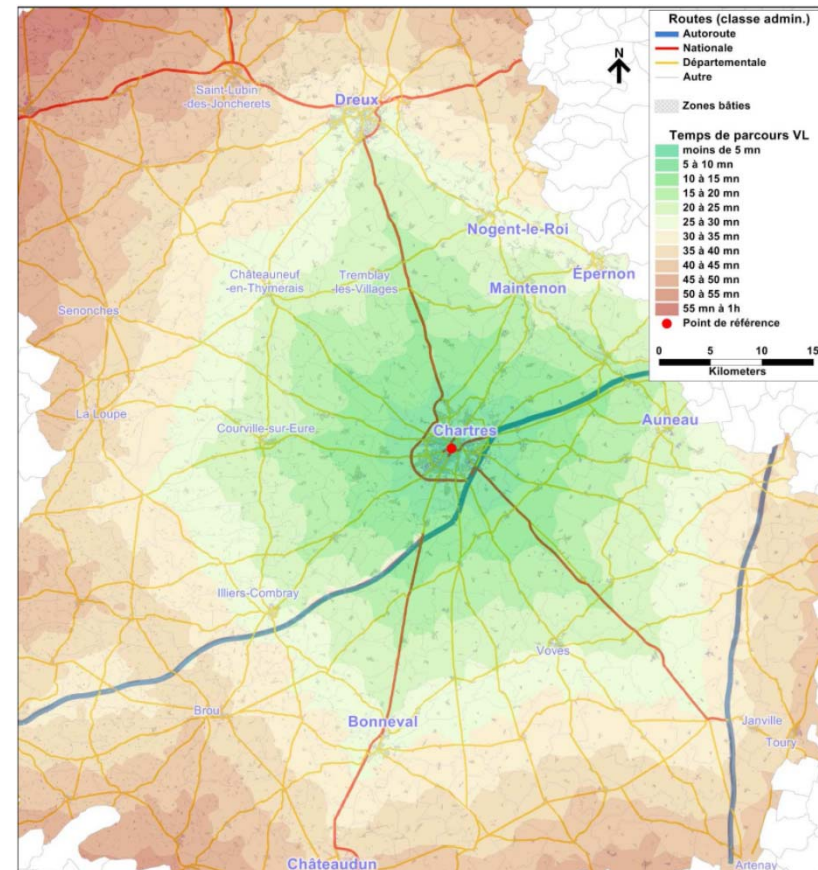 Routes (classe admin.)
Autoroute
Nationale
Départementale
Autre
Zones bâties
Temps de parcours VL
moins de 5 mn
5 à 10 mn
10 à 15 mn
15 à 20 mn
20 à 25 mn
25 à 30 mn
30 à 35 mn
35 à 40 mn
40 à 45 mn
45 à 50 mn
50 à 55 mn
55 mn à 1h
Point de référence
0 5 10 15
Kilometers
N
Saint-Lubin
-des-Joncherets
Dreux
Nogent-le-Roi
Épernon
Châteauneuf
-en-Thymerais
Tremblay
-les-Villages
Maintenon
Senonches
La Loupe
Courville-sur-Eure
Chartres
Auneau
Illiers-Combray
Voves
Brou
Bonneval
Janville
Toury
Châteaudun
Artenay